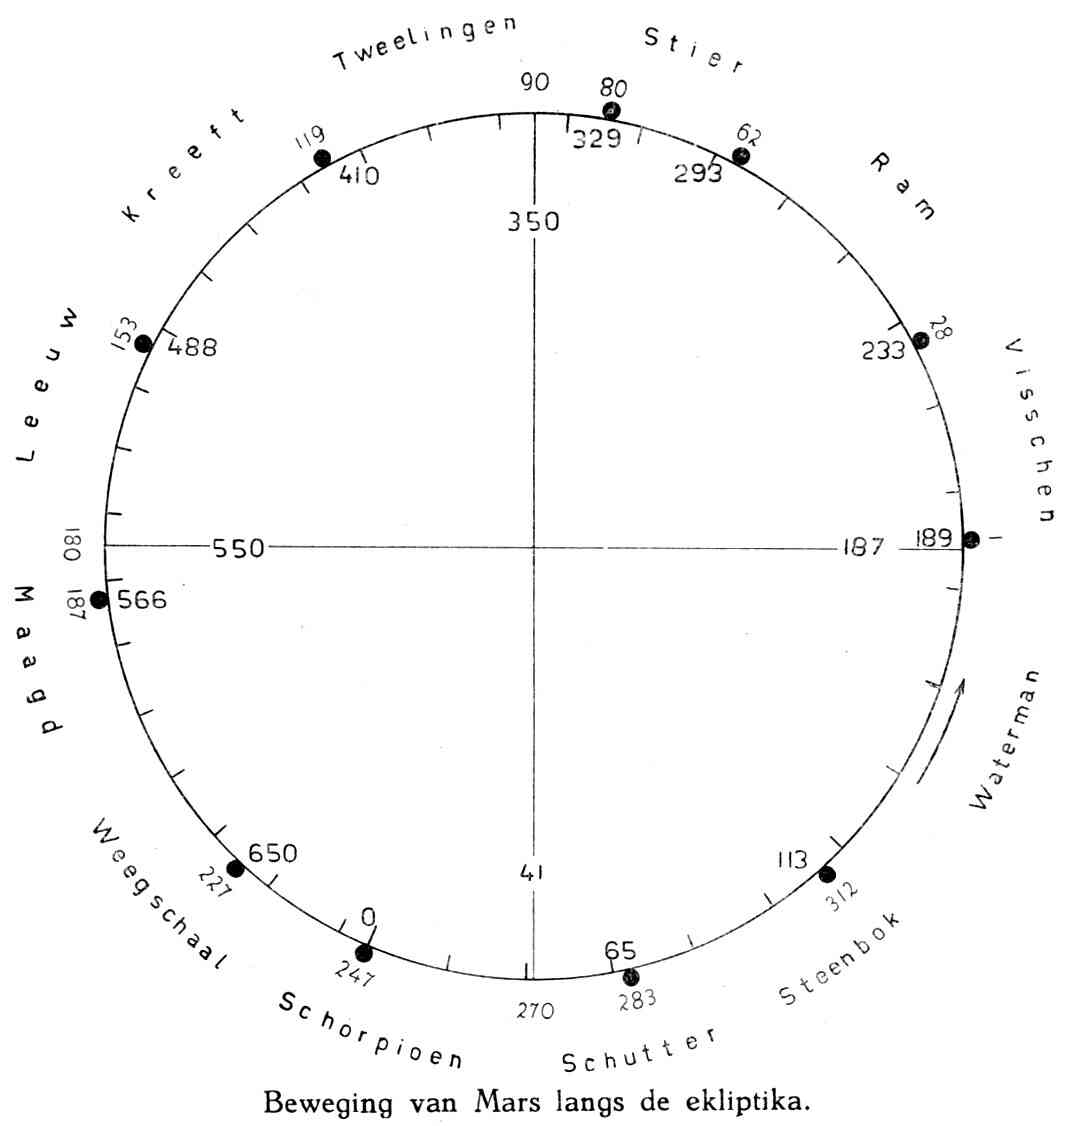 Tweelingen
Stier
90
80
329
62
293
Ram
119
410
Kreeft
350
28
233
Visschen
153
488
Leeuw
180
550
187
189
1
187
566
Maagd
Waterman
227
650
Weegschaal
0
247
41
113
312
65
283
270
Steenbok
Schorpioen
Schutter
Beweging van Mars langs de ekliptika.